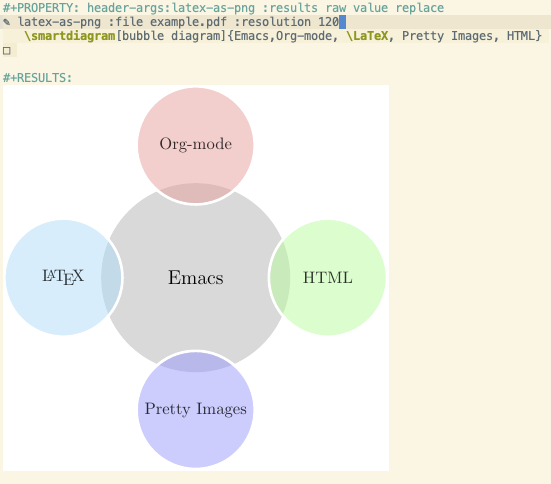 #+PROPERTY: header-args:latex-as-png :results raw value replace
✎ latex-as-png :file example.pdf :resolution 120
\smartdiagram[bubble diagram]{Emacs,Org-mode, \LaTeX, Pretty Images, HTML}
□
#+RESULTS:
Org-mode
LATEX
Emacs
HTML
Pretty Images